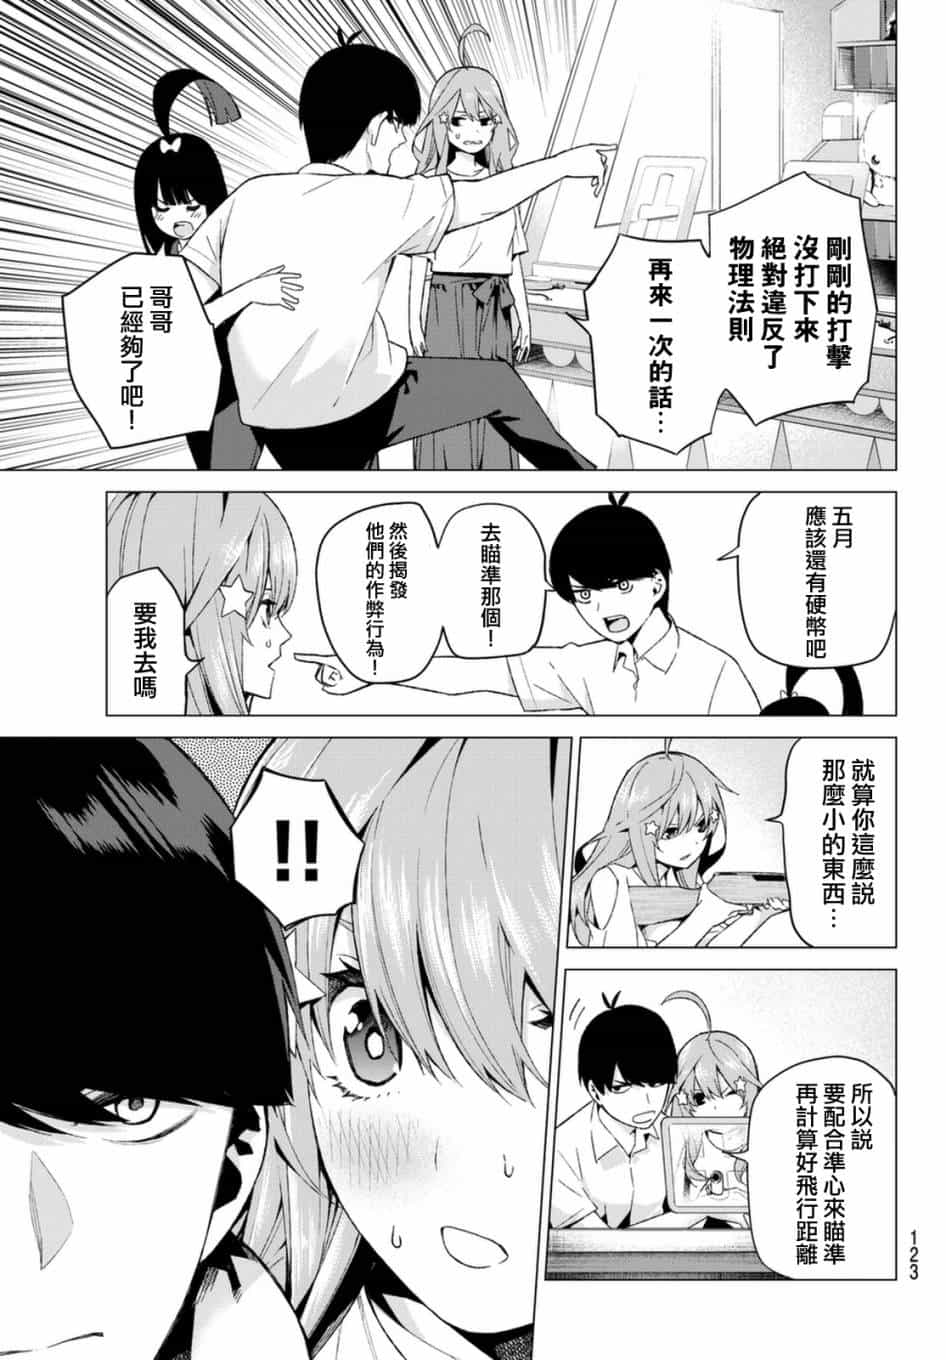 剛剛的打擊
沒打下來
絕對違反了
物理法則
再來一次的話…
哥哥
已經夠了吧！
五月
應該還有硬幣吧
去瞄準那個！
然後揭發
他們的作弊行為！
要我去嗎
就算你這麼說
那麼小的東西…
所以說
要配合準心來瞄準
再計算好飛行距離
!!
123